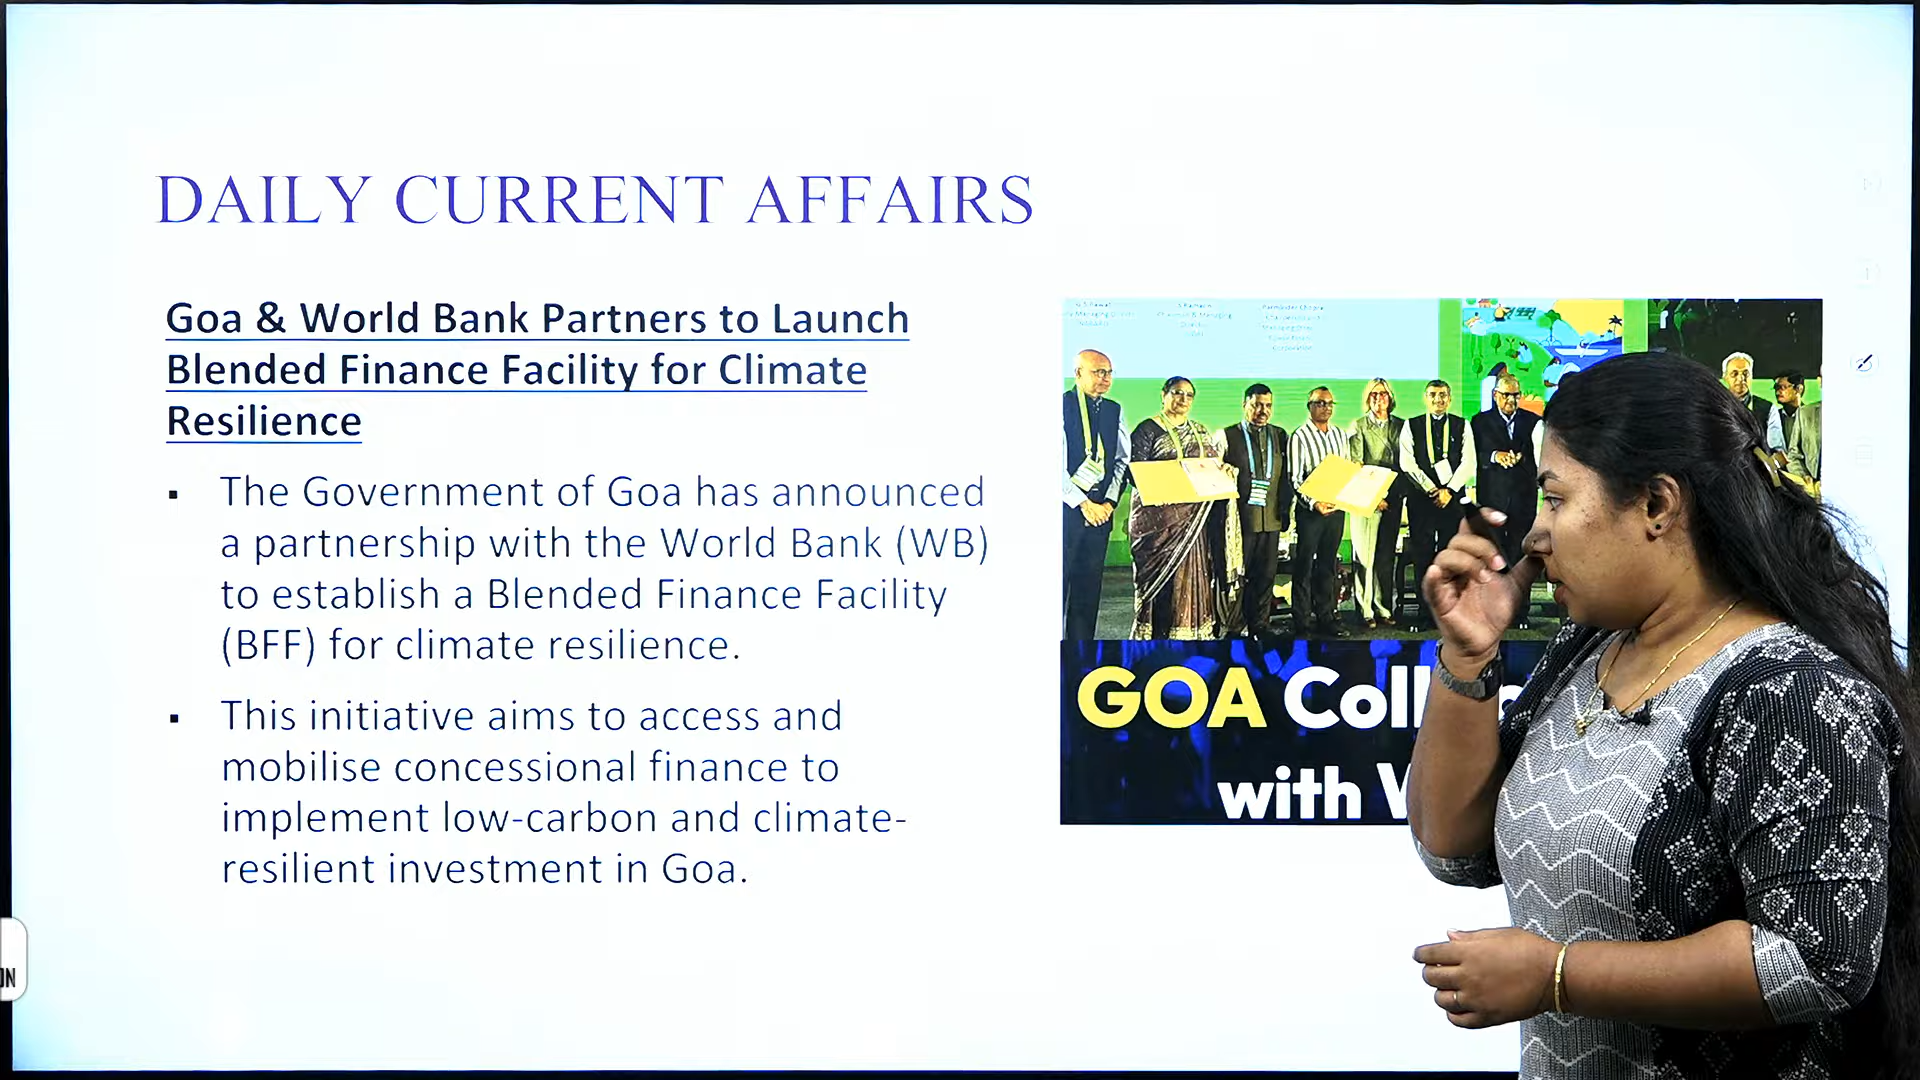 DAILY CURRENT AFFAIRS
Goa & World Bank Partners to Launch
Blended Finance Facility for Climate
Resilience
▪ The Government of Goa has announced
a partnership with the World Bank (WB)
to establish a Blended Finance Facility
(BFF) for climate resilience.
▪ This initiative aims to access and
mobilise concessional finance to
implement low-carbon and climate-
resilient investment in Goa.
GOA
with